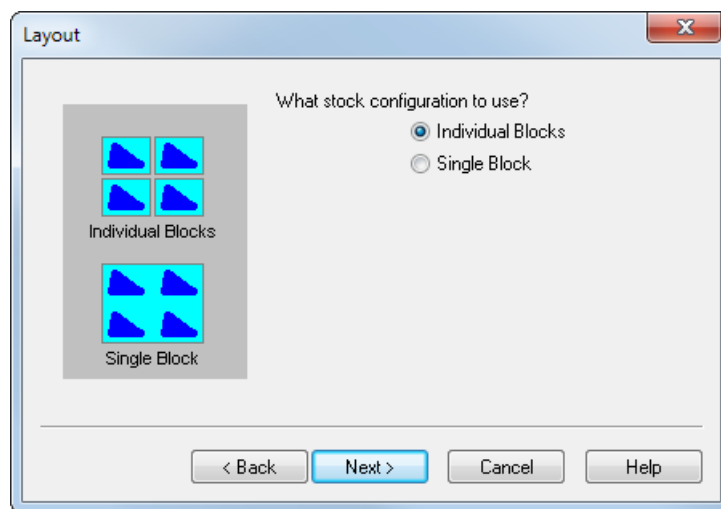 Layout
What stock configuration to use?
Individual Blocks
Single Block
Individual Blocks
Single Block
< Back
Next >
Cancel
Help